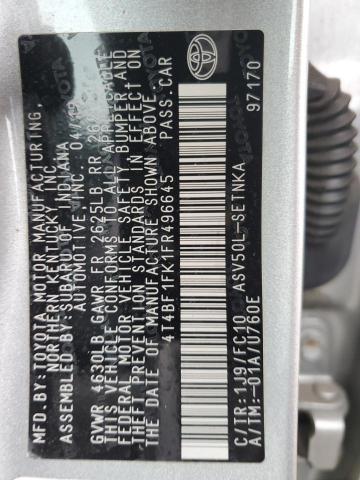 MFD.BY: TOYOTA MOTOR MANUFACTURING,
NORTHERN KENTUCKY, INC.
ASSEMBLED BY: SUBARU OF INDIANA
AUTOMOTIVE INC.
GVWR 4630LB GAWR FR 2625LB RR
THIS VEHICLE CONFORMS TO ALL APPLICABLE
FEDERAL MOTOR VEHICLE SAFETY BUMPER AND
THEFT PREVENTION STANDARDS IN EFFECT ON
THE DATE OF MANUFACTURE SHOWN ABOVE.
4T4BF1FK1FR496645 PASS.CAR
TOYOTA
C/TR:1J9/FC16 ASV50L-SETNKA
A/TM:-01A/U760E 97170